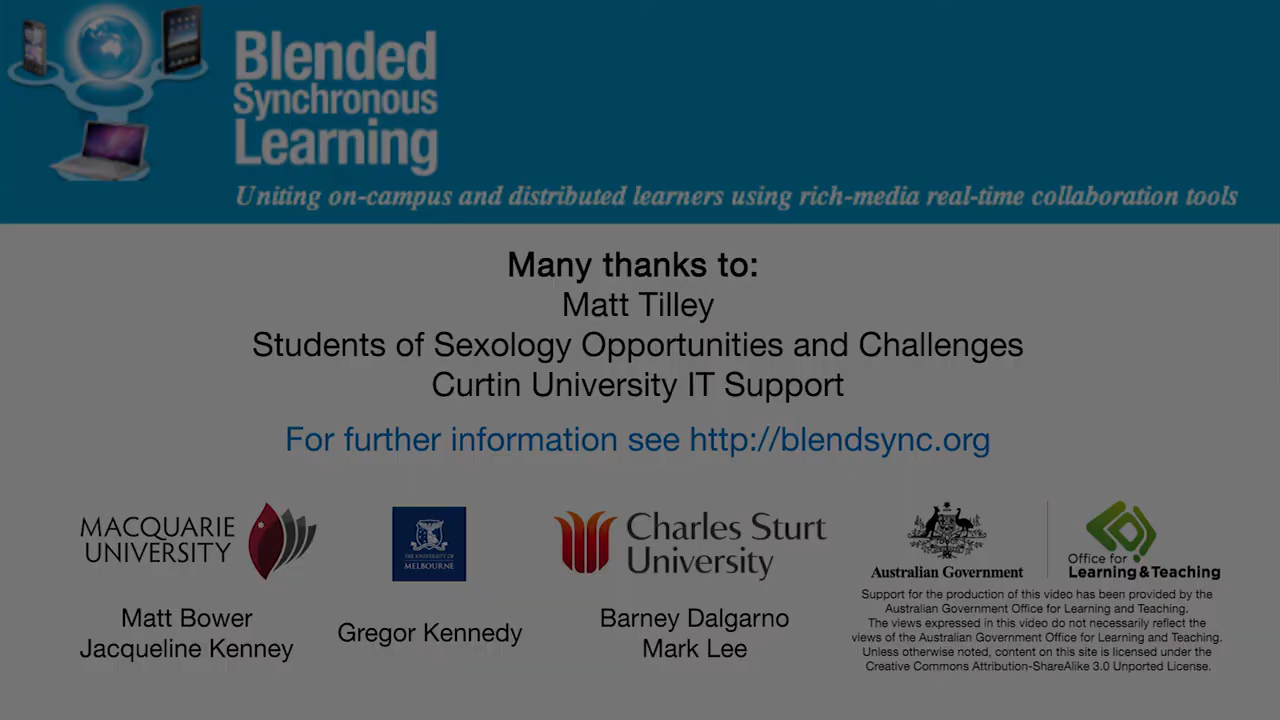 Blended
Synchronous
Learning
Uniting on-campus and distributed learners using rich-media real-time collaboration tools
Many thanks to:
Matt Tilley
Students of Sexology Opportunities and Challenges
Curtin University IT Support
For further information see http://blendsync.org
MACQUARIE
UNIVERSITY
THE UNIVERSITY OF
MELBOURNE
Charles Sturt
University
Australian Government
Office for
Learning & Teaching
Matt Bower
Jacqueline Kenney
Gregor Kennedy
Barney Dalgarno
Mark Lee
Support for the production of this video has been provided by the
Australian Government Office for Learning and Teaching.
The views expressed in this video do not necessarily reflect the
views of the Australian Government Office for Learning and Teaching.
Unless otherwise noted, content on this site is licensed under the
Creative Commons Attribution-ShareAlike 3.0 Unported License.